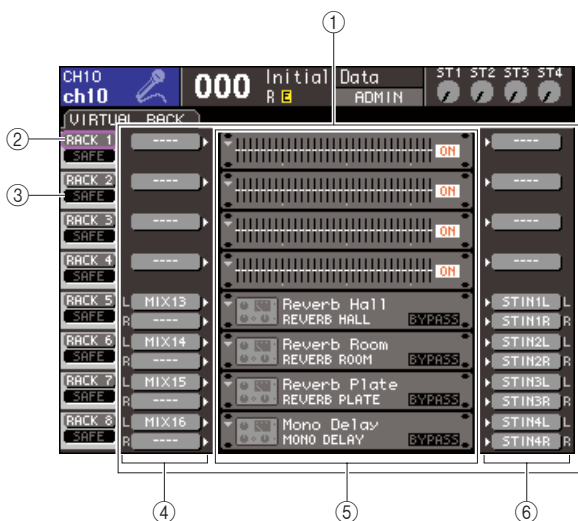 ①
CH10
ch10
000
Initial Data
R E
ADMIN
ST1 ST2 ST3 ST4
VIRTUAL RACK
②
RACK 1
SAFE
----
ON
----
③
RACK 2
SAFE
----
ON
----
RACK 3
SAFE
----
ON
----
RACK 4
SAFE
----
ON
----
RACK 5
L MIX13
Reverb Hall
STIN1L L
R ----
REVERB HALL
BYPASS
STIN1R R
RACK 6
SAFE
L MIX14
Reverb Room
STIN2L L
R ----
REVERB ROOM
BYPASS
STIN2R R
RACK 7
SAFE
L MIX15
Reverb Plate
STIN3L L
R ----
REVERB PLATE
BYPASS
STIN3R R
RACK 8
SAFE
L MIX16
Mono Delay
STIN4L L
R ----
MONO DELAY
BYPASS
STIN4R R
④
⑤
⑥